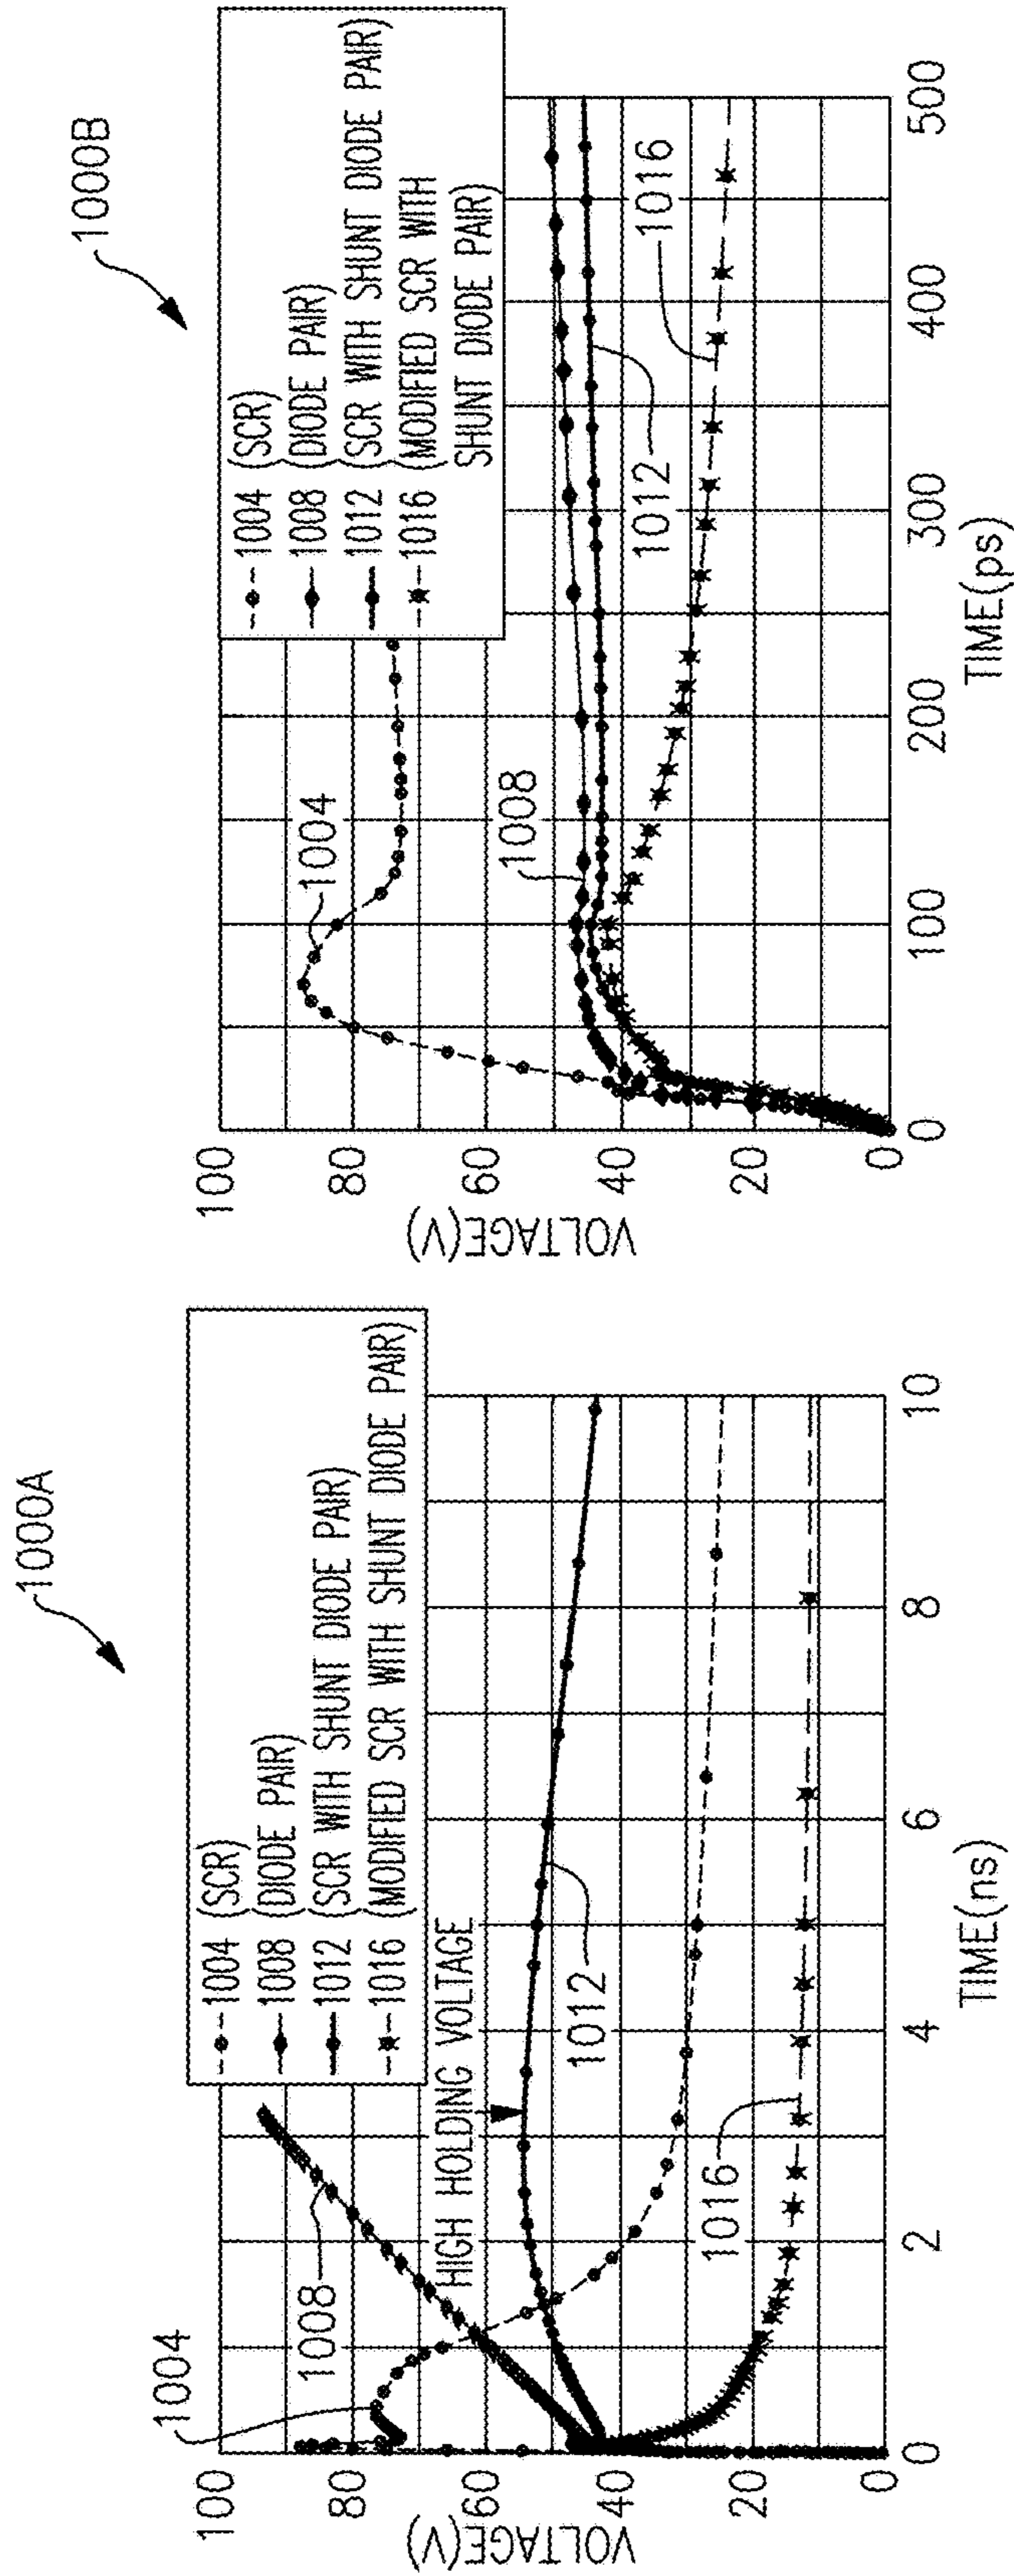 1000A
100
80
60
40
20
0
VOLTAGE(V)
0
2
4
6
8
10
TIME(ns)
1004 (SCR)
1008 (DIODE PAIR)
1012 (SCR WITH SHUNT DIODE PAIR)
1016 (MODIFIED SCR WITH SHUNT DIODE PAIR)
1004
1008
HIGH HOLDING VOLTAGE
1012
1016
1000B
100
80
60
40
20
0
VOLTAGE(V)
0
100
200
300
400
500
TIME(ps)
1004 (SCR)
1008 (DIODE PAIR)
1012 (SCR WITH SHUNT DIODE PAIR)
1016 (MODIFIED SCR WITH
SHUNT DIODE PAIR)
1004
1008
1012
1016